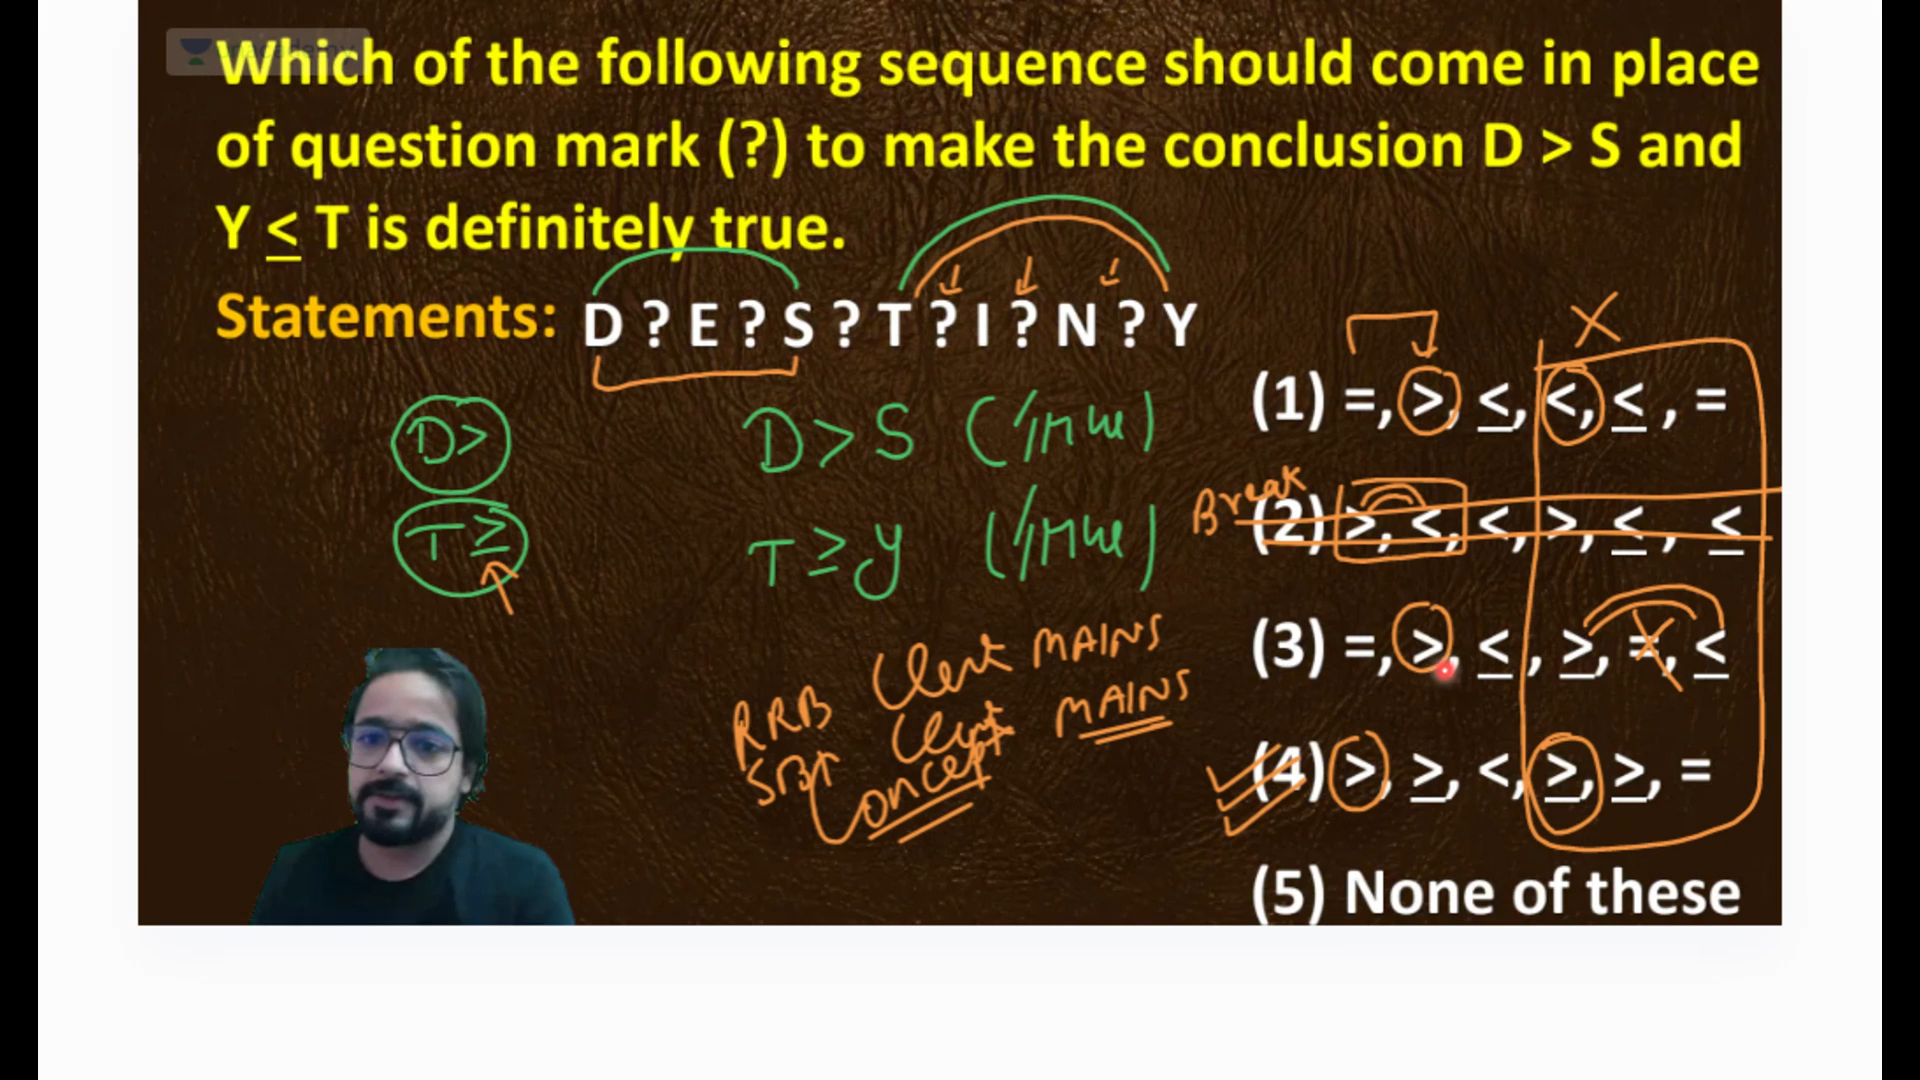 Which of the following sequence should come in place
of question mark (?) to make the conclusion D > S and
Y ≤ T is definitely true.
Statements: D ? E ? S ? T ? I ? N ? Y
(1) =, >, ≤, <, ≤ , =
(2) >, <, <, >, ≤ , ≤
(3) =, >, ≤ , ≥, =, ≤
(4) >, ≥, <, ≥, ≥, =
(5) None of these
D>
T ≥
D > S
T ≥ y
Break
RRB Clerk MAINS
SBI Clerk MAINS
Concept
X